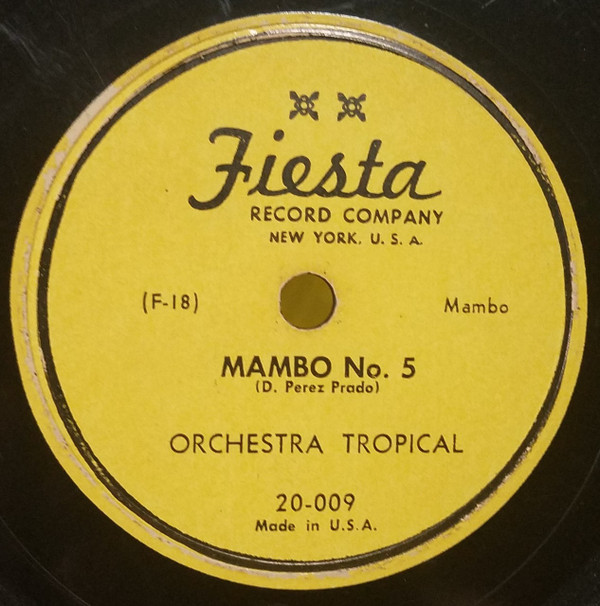 Fiesta
RECORD COMPANY
NEW YORK, U. S. A.
(F-18) Mambo
MAMBO No. 5
(D. Perez Prado)
ORCHESTRA TROPICAL
20-009
Made in U.S.A.